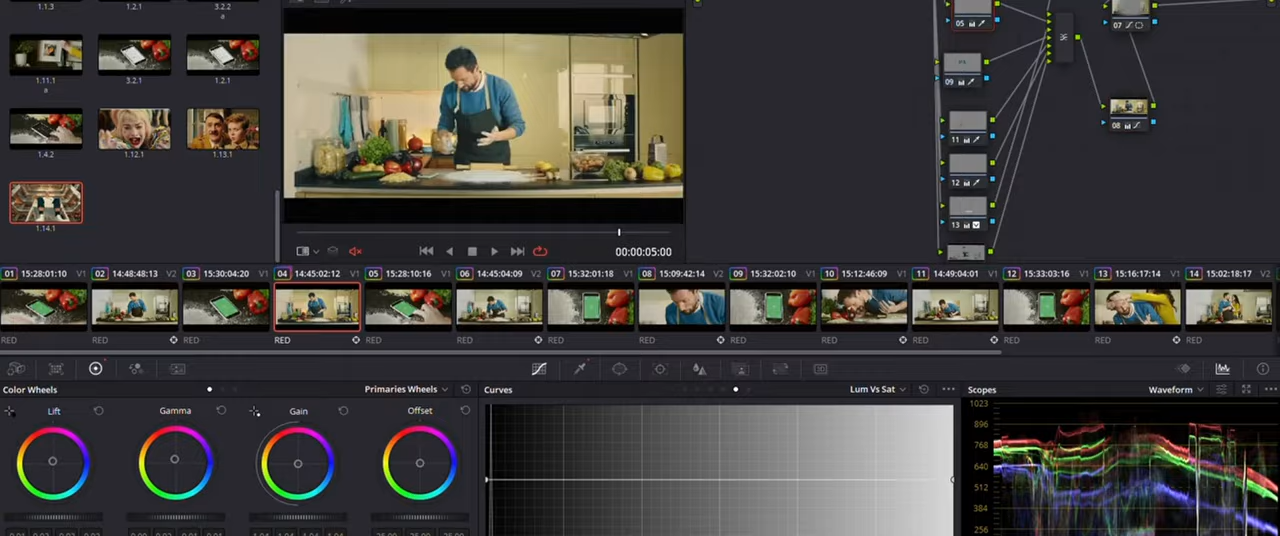 1.1.3
3.2.2
a
1.11.1
a
3.2.1
1.2.1
1.4.2
1.12.1
1.13.1
1.14.1
05
07
09
08
11
12
13
00:00:05:00
01 15:28:01:10 V1
02 14:48:48:13 V2
03 15:30:04:20 V1
04 14:45:02:12 V1
05 15:28:10:16 V1
06 14:45:04:09 V2
07 15:32:01:18 V1
08 15:09:42:14 V1
09 15:32:02:10 V1
10 15:12:46:09 V1
11 14:49:04:01 V1
12 15:33:03:16 V1
13 15:16:17:14 V1
14 15:02:18:17 V2
RED RED RED RED RED RED RED RED RED RED RED RED RED RED
Color Wheels Primaries Wheels
Curves Lum Vs Sat
Scopes Waveform
Lift Gamma Gain Offset
1023
896
768
640
512
384
256